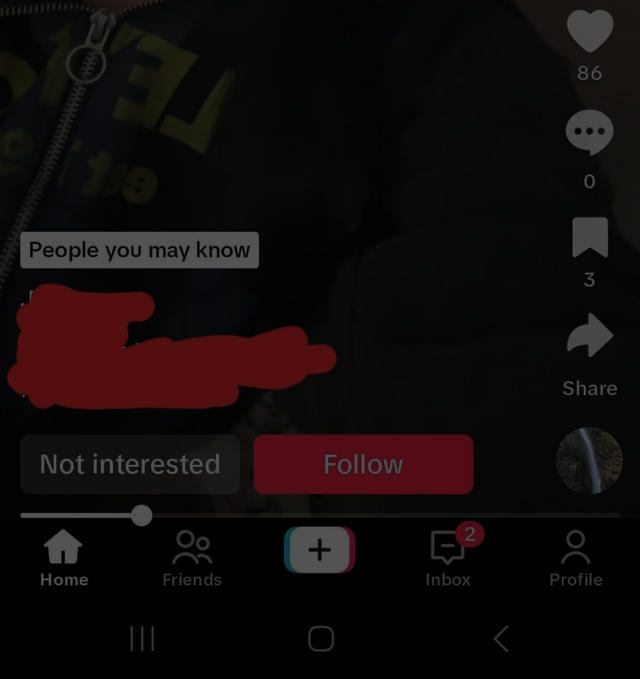 86
0
People you may know
3
Share
Not interested
Follow
2
Home
Friends
Inbox
Profile